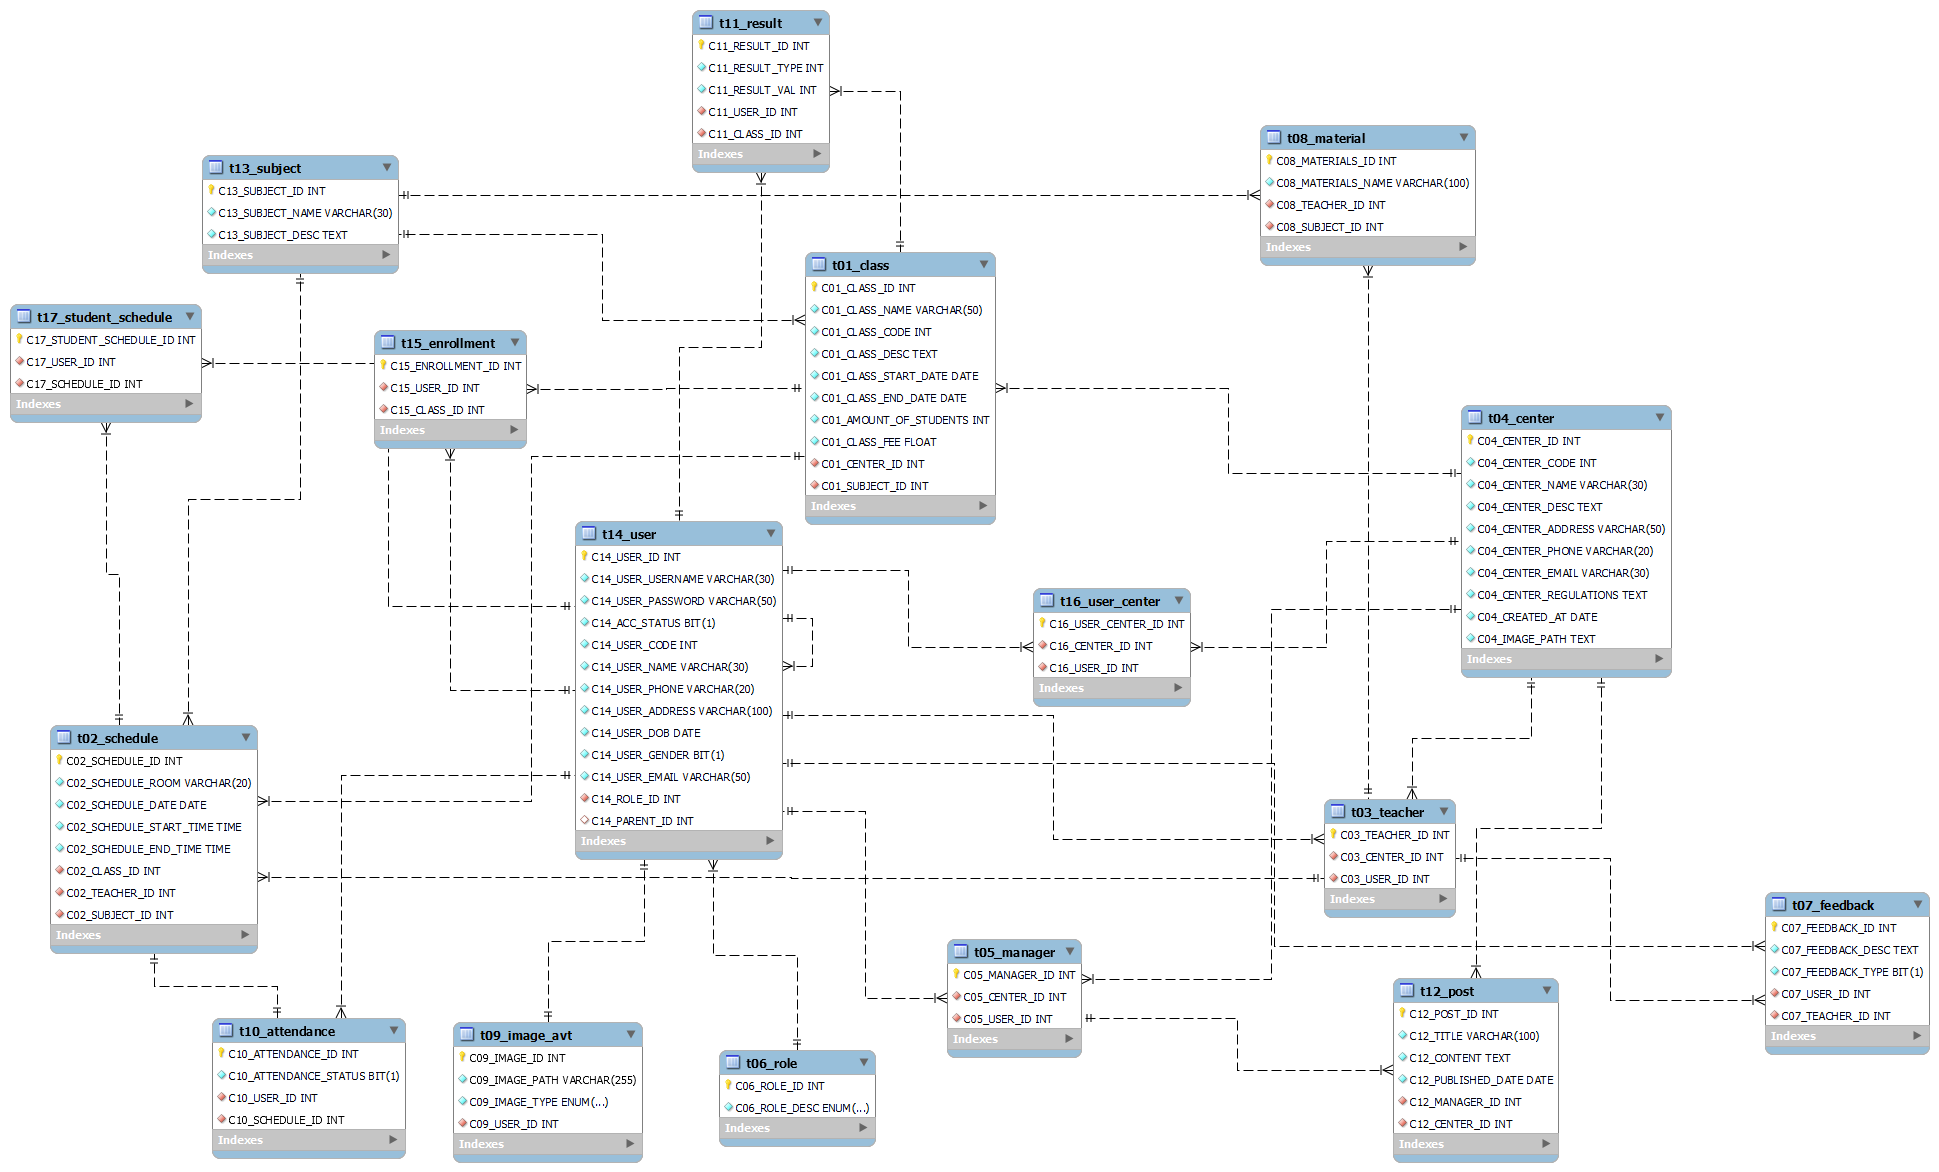 t11_result
C11_RESULT_ID INT
C11_RESULT_TYPE INT
C11_RESULT_VAL INT
C11_USER_ID INT
C11_CLASS_ID INT
Indexes
t08_material
C08_MATERIALS_ID INT
C08_MATERIALS_NAME VARCHAR(100)
C08_TEACHER_ID INT
C08_SUBJECT_ID INT
Indexes
t13_subject
C13_SUBJECT_ID INT
C13_SUBJECT_NAME VARCHAR(30)
C13_SUBJECT_DESC TEXT
Indexes
t01_class
C01_CLASS_ID INT
C01_CLASS_NAME VARCHAR(50)
C01_CLASS_CODE INT
C01_CLASS_DESC TEXT
C01_CLASS_START_DATE DATE
C01_CLASS_END_DATE DATE
C01_AMOUNT_OF_STUDENTS INT
C01_CLASS_FEE FLOAT
C01_CENTER_ID INT
C01_SUBJECT_ID INT
Indexes
t17_student_schedule
C17_STUDENT_SCHEDULE_ID INT
C17_USER_ID INT
C17_SCHEDULE_ID INT
Indexes
t15_enrollment
C15_ENROLLMENT_ID INT
C15_USER_ID INT
C15_CLASS_ID INT
Indexes
t04_center
C04_CENTER_ID INT
C04_CENTER_CODE INT
C04_CENTER_NAME VARCHAR(30)
C04_CENTER_DESC TEXT
C04_CENTER_ADDRESS VARCHAR(50)
C04_CENTER_PHONE VARCHAR(20)
C04_CENTER_EMAIL VARCHAR(30)
C04_CENTER_REGULATIONS TEXT
C04_CREATED_AT DATE
C04_IMAGE_PATH TEXT
Indexes
t14_user
C14_USER_ID INT
C14_USER_USERNAME VARCHAR(30)
C14_USER_PASSWORD VARCHAR(50)
C14_ACC_STATUS BIT(1)
C14_USER_CODE INT
C14_USER_NAME VARCHAR(30)
C14_USER_PHONE VARCHAR(20)
C14_USER_ADDRESS VARCHAR(100)
C14_USER_DOB DATE
C14_USER_GENDER BIT(1)
C14_USER_EMAIL VARCHAR(50)
C14_ROLE_ID INT
C14_PARENT_ID INT
Indexes
t16_user_center
C16_USER_CENTER_ID INT
C16_CENTER_ID INT
C16_USER_ID INT
Indexes
t02_schedule
C02_SCHEDULE_ID INT
C02_SCHEDULE_ROOM VARCHAR(20)
C02_SCHEDULE_DATE DATE
C02_SCHEDULE_START_TIME TIME
C02_SCHEDULE_END_TIME TIME
C02_CLASS_ID INT
C02_TEACHER_ID INT
C02_SUBJECT_ID INT
Indexes
t03_teacher
C03_TEACHER_ID INT
C03_CENTER_ID INT
C03_USER_ID INT
Indexes
t07_feedback
C07_FEEDBACK_ID INT
C07_FEEDBACK_DESC TEXT
C07_FEEDBACK_TYPE BIT(1)
C07_USER_ID INT
C07_TEACHER_ID INT
Indexes
t05_manager
C05_MANAGER_ID INT
C05_CENTER_ID INT
C05_USER_ID INT
Indexes
t12_post
C12_POST_ID INT
C12_TITLE VARCHAR(100)
C12_CONTENT TEXT
C12_PUBLISHED_DATE DATE
C12_MANAGER_ID INT
C12_CENTER_ID INT
Indexes
t10_attendance
C10_ATTENDANCE_ID INT
C10_ATTENDANCE_STATUS BIT(1)
C10_USER_ID INT
C10_SCHEDULE_ID INT
Indexes
t09_image_avt
C09_IMAGE_ID INT
C09_IMAGE_PATH VARCHAR(255)
C09_IMAGE_TYPE ENUM(...)
C09_USER_ID INT
Indexes
t06_role
C06_ROLE_ID INT
C06_ROLE_DESC ENUM(...)
Indexes